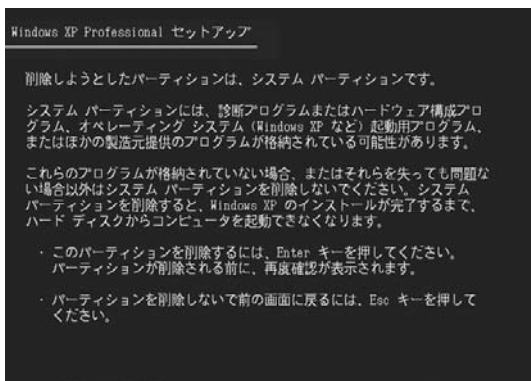 Windows XP Professional セットアップ
削除しようとしたパーティションは、システム パーティションです。
システム パーティションには、診断プログラムまたはハードウェア構成プロ
グラム、オペレーティング システム (Windows XP など) 起動用プログラム、
またはほかの製造元提供のプログラムが格納されている可能性があります。
これらのプログラムが格納されていない場合、またはそれらを失っても問題な
い場合以外はシステム パーティションを削除しないでください。システム
パーティションを削除すると、Windows XP のインストールが完了するまで、
ハード ディスクからコンピュータを起動できなくなります。
・ このパーティションを削除するには、Enter キーを押してください。
パーティションが削除される前に、再度確認が表示されます。
・ パーティションを削除しないで前の画面に戻るには、Esc キーを押して
ください。